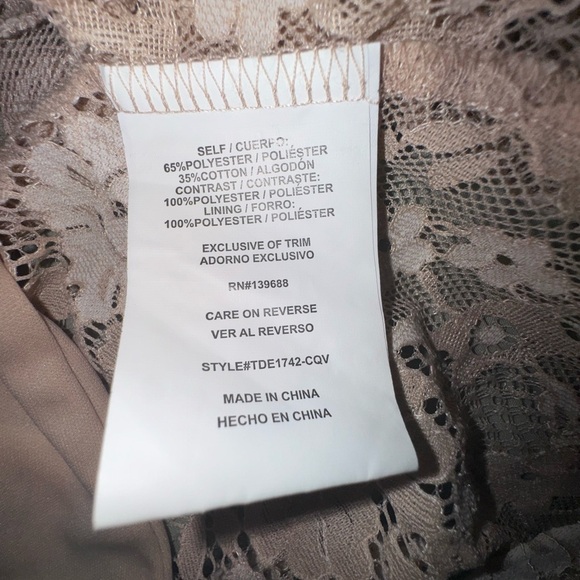 SELF / CUERPO:
65%POLYESTER / POLIÉSTER
35%COTTON / ALGODÓN
CONTRAST / CONTRASTE:
100%POLYESTER / POLIÉSTER
LINING / FORRO:
100%POLYESTER / POLIÉSTER
EXCLUSIVE OF TRIM
ADORNO EXCLUSIVO
RN#139688
CARE ON REVERSE
VER AL REVERSO
STYLE#TDE1742-CQV
MADE IN CHINA
HECHO EN CHINA